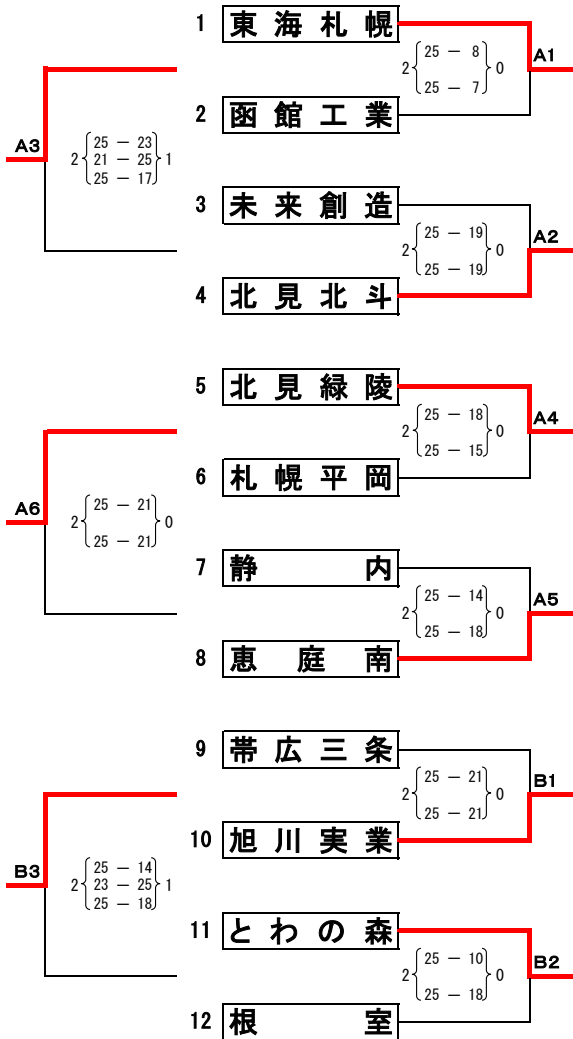 1 東海札幌
2 { 25 － 8 } 0
25 － 7
A1
2 函館工業
A3
2 { 25 － 23 } 1
21 － 25
25 － 17
3 未来創造
2 { 25 － 19 } 0
25 － 19
A2
4 北見北斗
5 北見緑陵
2 { 25 － 18 } 0
25 － 15
A4
6 札幌平岡
A6
2 { 25 － 21 } 0
25 － 21
7 静内
2 { 25 － 14 } 0
25 － 18
A5
8 恵庭南
9 帯広三条
2 { 25 － 21 } 0
25 － 21
B1
10 旭川実業
B3
2 { 25 － 14 } 1
23 － 25
25 － 18
11 とわの森
2 { 25 － 10 } 0
25 － 18
B2
12 根室